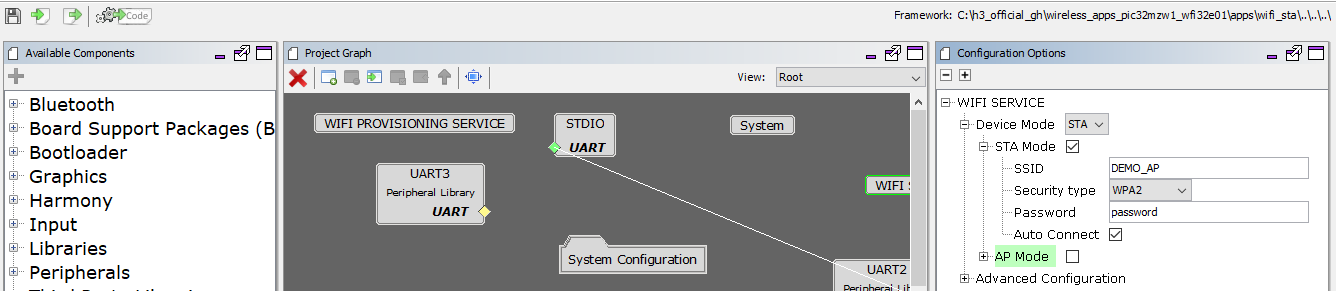 Code
Framework: C:\h3_official_gh\wireless_apps_pic32mzw1_wfi32e01\apps\wifi_sta\..\..\..\
Available Components
Bluetooth
Board Support Packages (B
Bootloader
Graphics
Harmony
Input
Libraries
Peripherals
Project Graph
View:
Root
WIFI PROVISIONING SERVICE
STDIO
UART
System
UART3
Peripheral Library
UART
WIFI S
System Configuration
UART2
Peripheral Lib
Configuration Options
WIFI SERVICE
Device Mode STA
STA Mode
SSID DEMO_AP
Security type WPA2
Password password
Auto Connect
AP Mode
Advanced Configuration